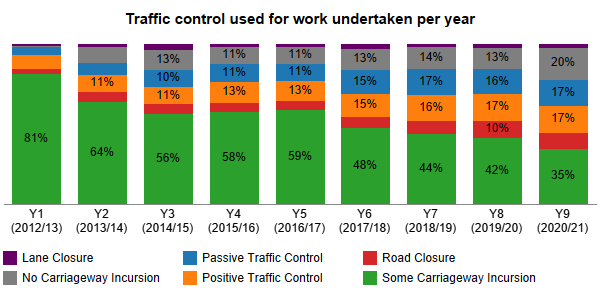 Traffic control used for work undertaken per year
13% 11% 11% 13% 14% 13% 20%
10% 11% 11% 15% 17% 16% 17%
11% 11% 13% 13% 15% 16% 17% 17%
10%
81% 64% 56% 58% 59% 48% 44% 42% 35%
Y1 Y2 Y3 Y4 Y5 Y6 Y7 Y8 Y9
(2012/13) (2013/14) (2014/15) (2015/16) (2016/17) (2017/18) (2018/19) (2019/20) (2020/21)
Lane Closure Passive Traffic Control Road Closure
No Carriageway Incursion Positive Traffic Control Some Carriageway Incursion